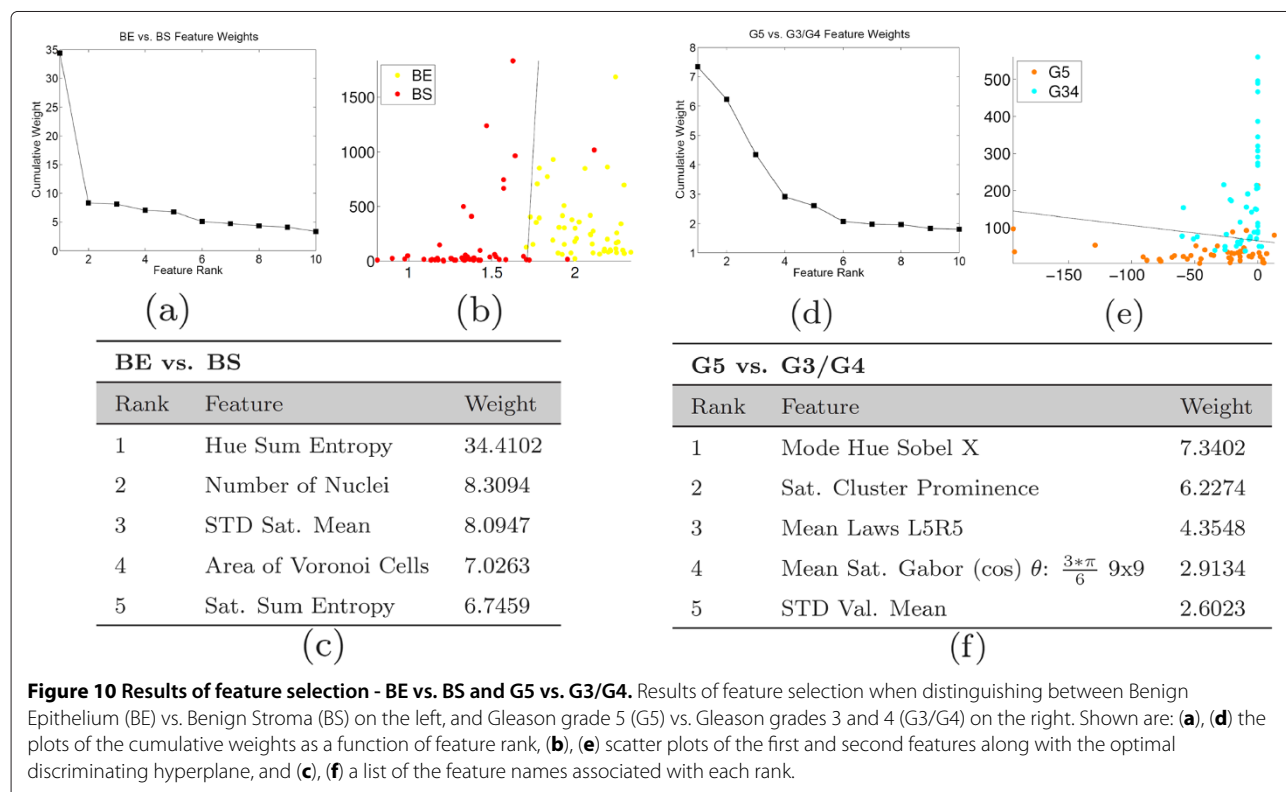 BE vs. BS Feature Weights
35
30
25
20
15
10
5
0
Cumulative Weight
2 4 6 8 10
Feature Rank
(a)
BE
BS
1500
1000
500
0
1 1.5 2
(b)
G5 vs. G3/G4 Feature Weights
8
7
6
5
4
3
2
1
Cumulative Weight
2 4 6 8 10
Feature Rank
(d)
G5
G34
500
400
300
200
100
−150 −100 −50 0
(e)
BE vs. BS
Rank Feature Weight
1 Hue Sum Entropy 34.4102
2 Number of Nuclei 8.3094
3 STD Sat. Mean 8.0947
4 Area of Voronoi Cells 7.0263
5 Sat. Sum Entropy 6.7459
(c)
G5 vs. G3/G4
Rank Feature Weight
1 Mode Hue Sobel X 7.3402
2 Sat. Cluster Prominence 6.2274
3 Mean Laws L5R5 4.3548
4 Mean Sat. Gabor (cos) θ: 3*π/6 9x9 2.9134
5 STD Val. Mean 2.6023
(f)
Figure 10 Results of feature selection - BE vs. BS and G5 vs. G3/G4. Results of feature selection when distinguishing between Benign
Epithelium (BE) vs. Benign Stroma (BS) on the left, and Gleason grade 5 (G5) vs. Gleason grades 3 and 4 (G3/G4) on the right. Shown are: (a), (d) the
plots of the cumulative weights as a function of feature rank, (b), (e) scatter plots of the first and second features along with the optimal
discriminating hyperplane, and (c), (f) a list of the feature names associated with each rank.